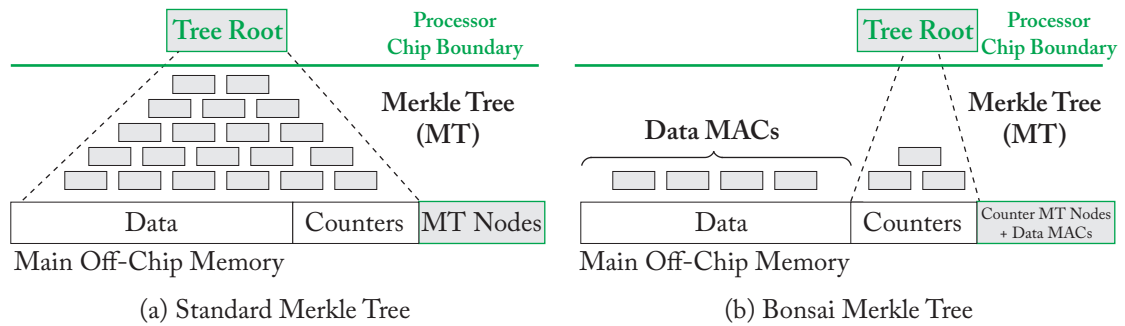 Tree Root
Processor
Chip Boundary
Merkle Tree
(MT)
Data
Counters
MT Nodes
Main Off-Chip Memory
(a) Standard Merkle Tree
Tree Root
Processor
Chip Boundary
Merkle Tree
(MT)
Data MACs
Data
Counters
Counter MT Nodes
+ Data MACs
Main Off-Chip Memory
(b) Bonsai Merkle Tree